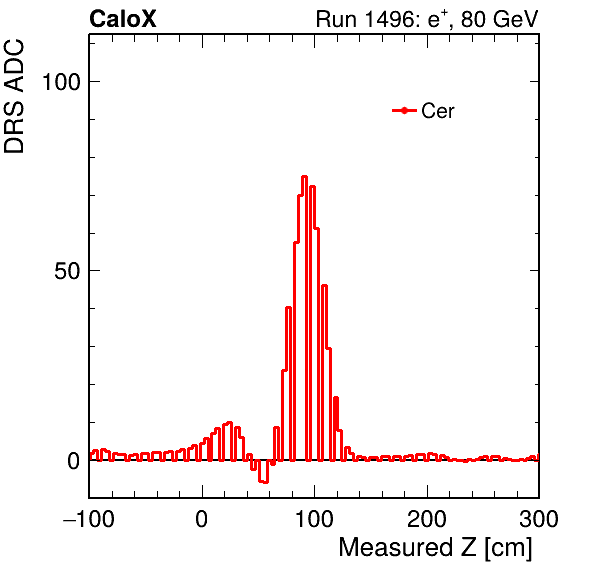 CaloX Run 1496: e⁺, 80 GeV
DRS ADC
100
Cer
50
0
−100 0 100 200 300
Measured Z [cm]